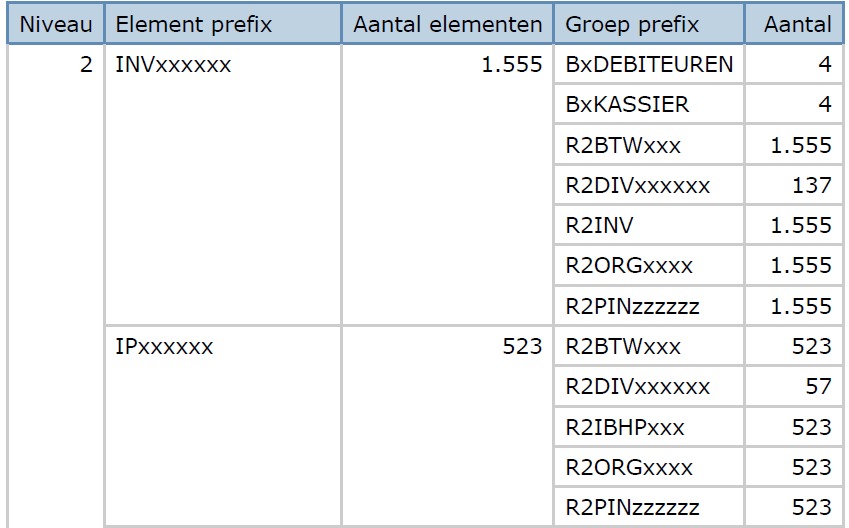 Niveau Element prefix Aantal elementen Groep prefix Aantal
2 INVxxxxxx 1.555 BxDEBITEUREN 4
BxKASSIER 4
R2BTWxxx 1.555
R2DIVxxxxxx 137
R2INV 1.555
R2ORGxxxx 1.555
R2PINzzzzzz 1.555
IPxxxxxx 523 R2BTWxxx 523
R2DIVxxxxxx 57
R2IBHPxxx 523
R2ORGxxxx 523
R2PINzzzzzz 523